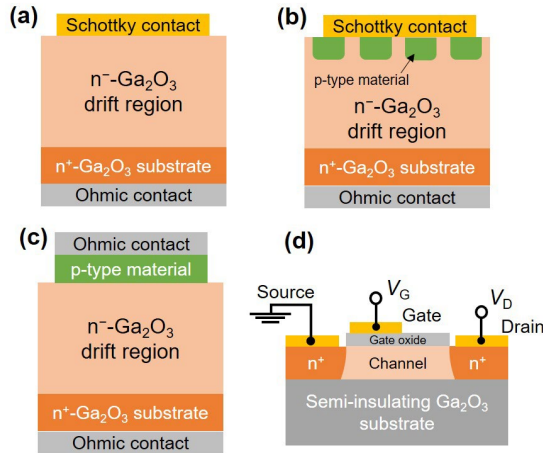 (a)
Schottky contact
n⁻-Ga₂O₃
drift region
n⁺-Ga₂O₃ substrate
Ohmic contact
(b)
Schottky contact
p-type material
n⁻-Ga₂O₃
drift region
n⁺-Ga₂O₃ substrate
Ohmic contact
(c)
Ohmic contact
p-type material
n⁻-Ga₂O₃
drift region
n⁺-Ga₂O₃ substrate
Ohmic contact
(d)
Source
V_G
Gate
V_D
Drain
Gate oxide
n⁺
Channel
n⁺
Semi-insulating Ga₂O₃
substrate